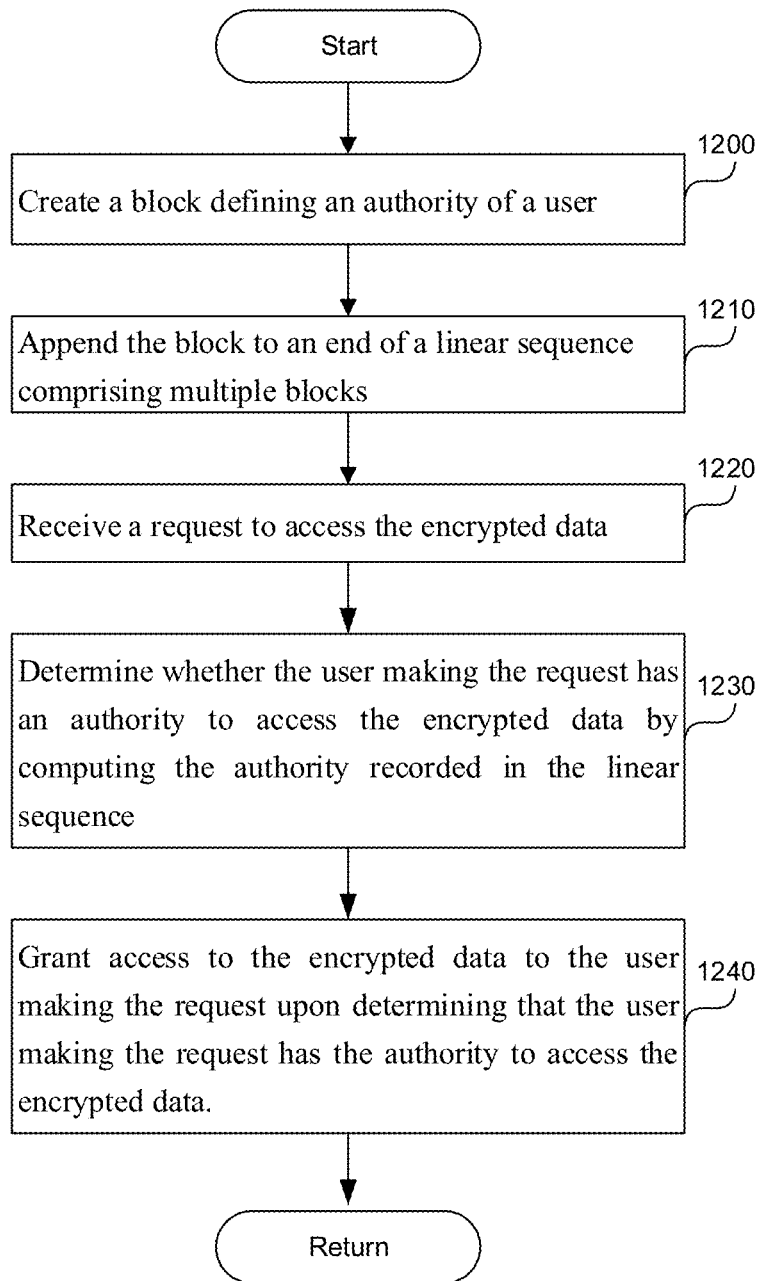 Start
1200
Create a block defining an authority of a user
1210
Append the block to an end of a linear sequence
comprising multiple blocks
1220
Receive a request to access the encrypted data
1230
Determine whether the user making the request has
an authority to access the encrypted data by
computing the authority recorded in the linear
sequence
1240
Grant access to the encrypted data to the user
making the request upon determining that the user
making the request has the authority to access the
encrypted data.
Return